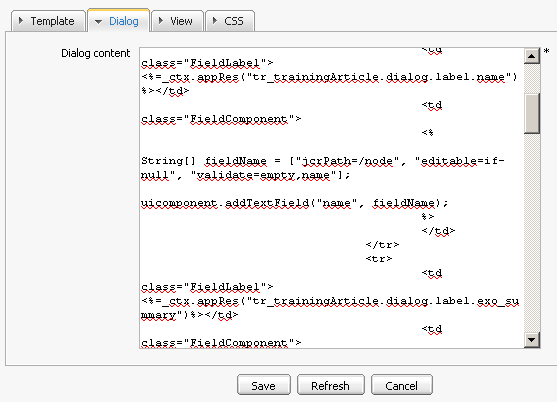 Template Dialog View CSS
Dialog content *
<td
class="FieldLabel">
<%=_ctx.appRes("tr_trainingArticle.dialog.label.name")
%></td>
<td
class="FieldComponent">
<%
String[] fieldName = ["jcrPath=/node", "editable=if-
null", "validate=empty,name"];
uicomponent.addTextField("name", fieldName);
%>
</td>
</tr>
<tr>
<td
class="FieldLabel">
<%=_ctx.appRes("tr_trainingArticle.dialog.label.exo_su
mmary")%></td>
<td
class="FieldComponent">
Save Refresh Cancel